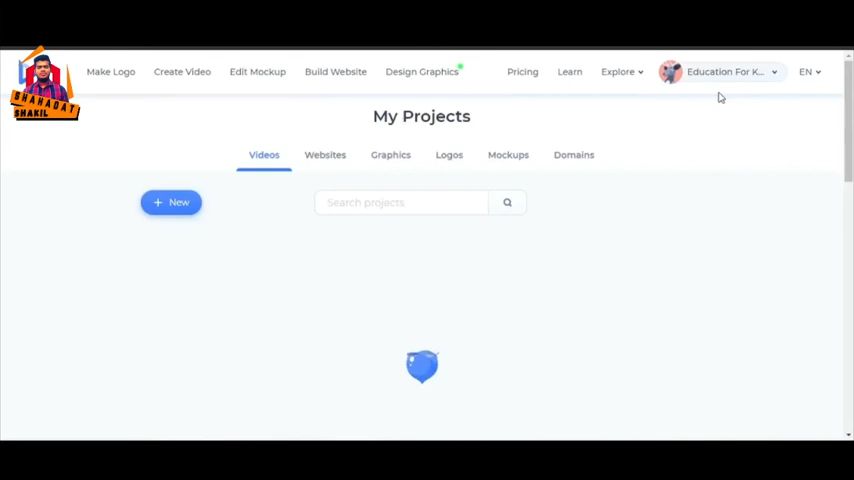 Make Logo Create Video Edit Mockup Build Website Design Graphics Pricing Learn Explore Education For K... EN
SHAHADAT
SHAKIL
My Projects
Videos Websites Graphics Logos Mockups Domains
+ New Search projects